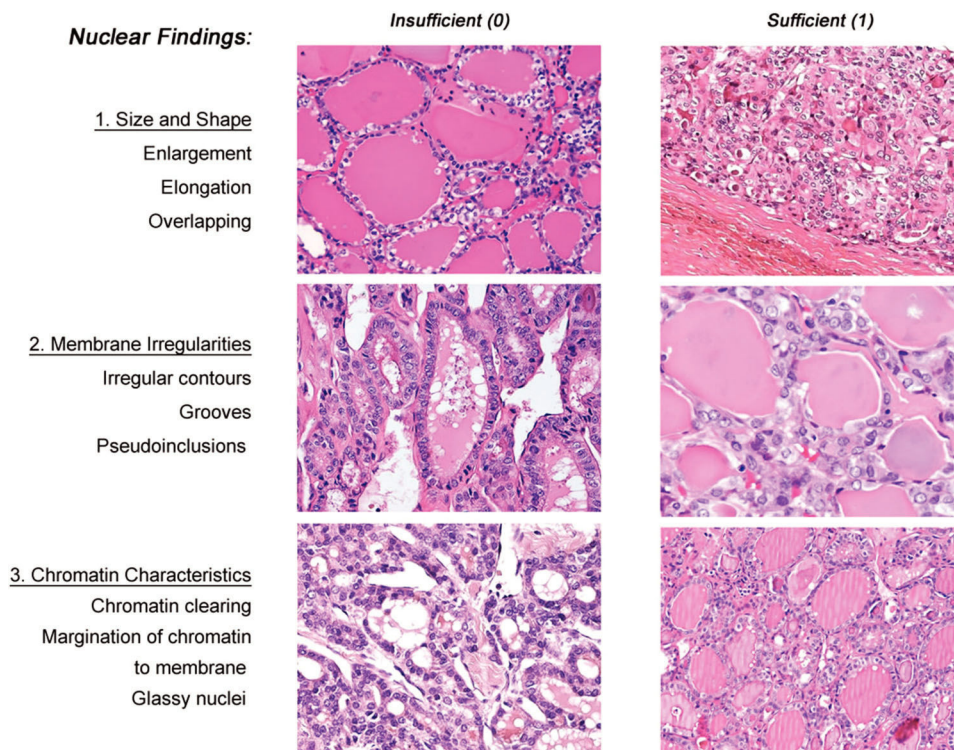 Nuclear Findings:
Insufficient (0)
Sufficient (1)
1. Size and Shape
Enlargement
Elongation
Overlapping
2. Membrane Irregularities
Irregular contours
Grooves
Pseudoinclusions
3. Chromatin Characteristics
Chromatin clearing
Margination of chromatin
to membrane
Glassy nuclei